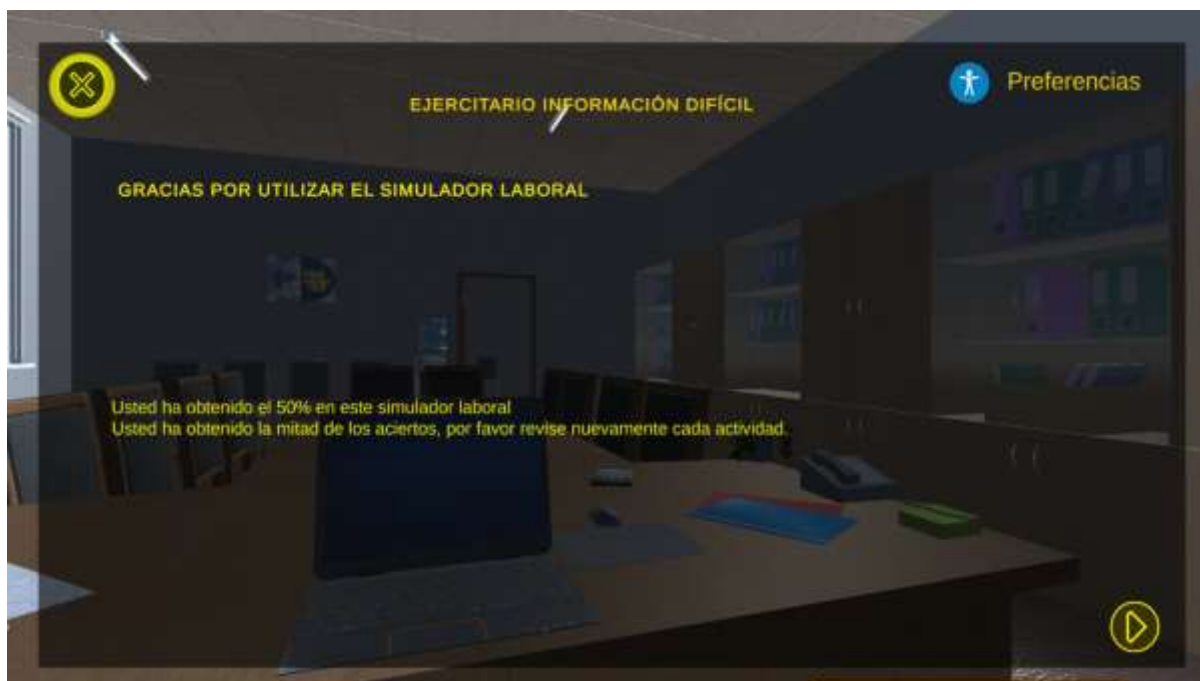 Preferencias
EJERCITARIO INFORMACIÓN DIFÍCIL
GRACIAS POR UTILIZAR EL SIMULADOR LABORAL
Usted ha obtenido el 50% en este simulador laboral
Usted ha obtenido la mitad de los aciertos, por favor revise nuevamente cada actividad.